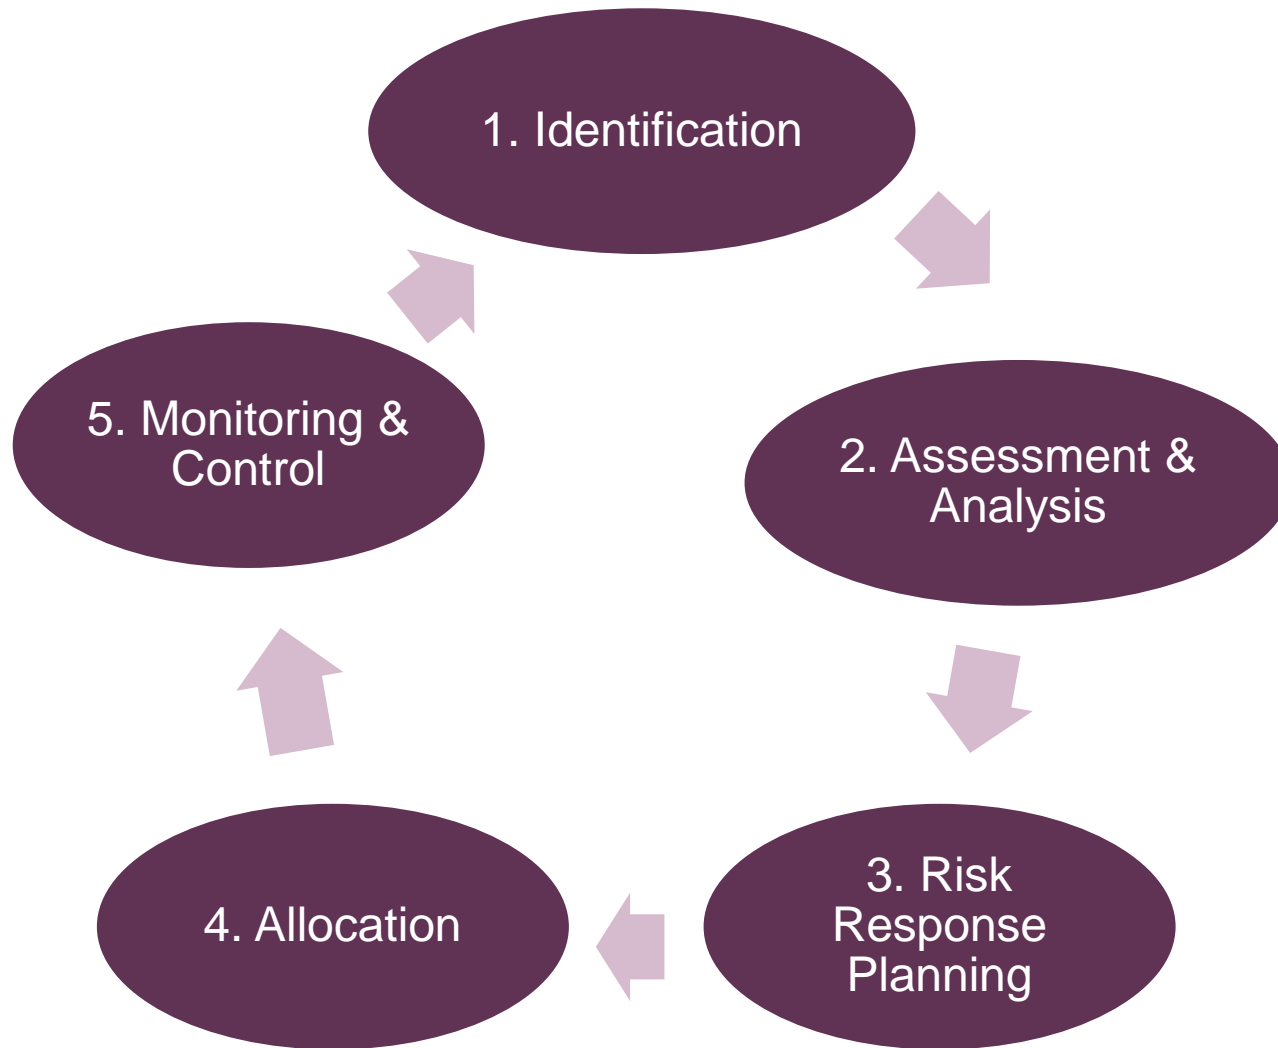 1. Identification
2. Assessment &
Analysis
3. Risk
Response
Planning
4. Allocation
5. Monitoring &
Control